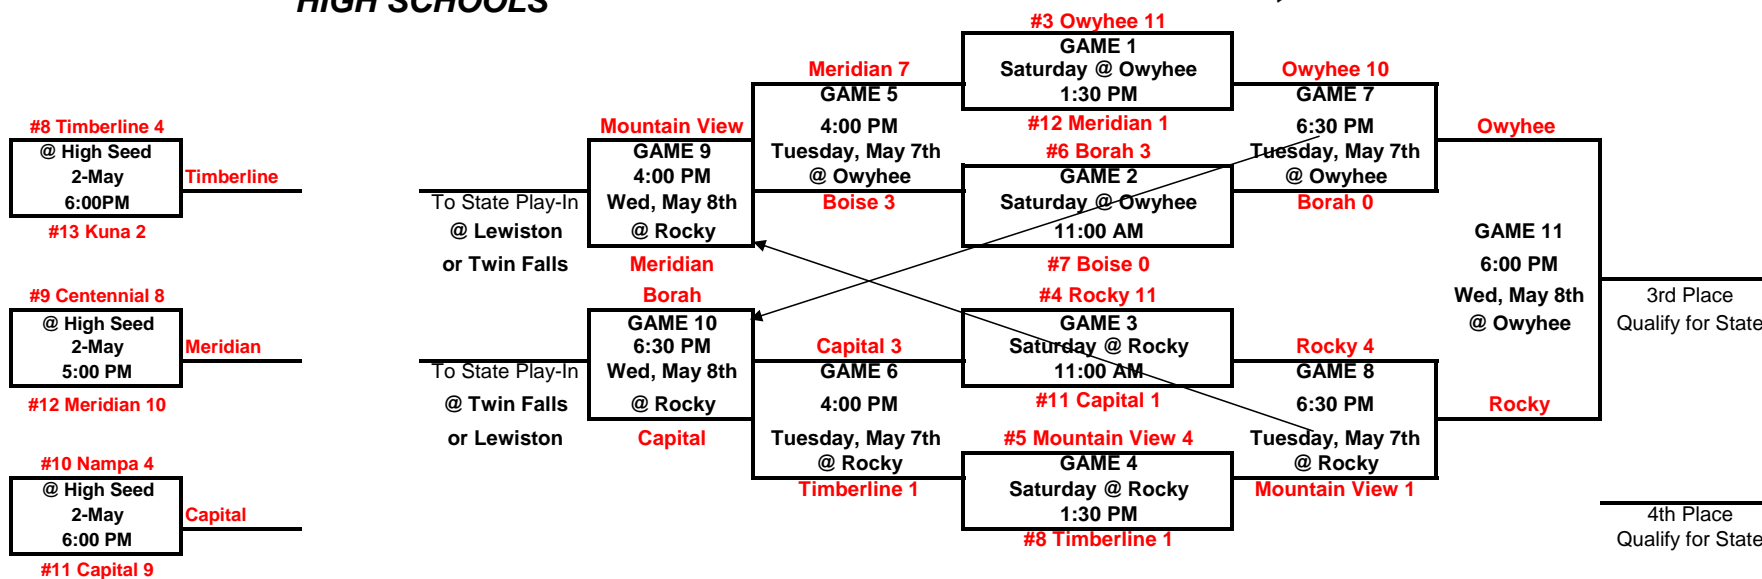 HIGH SCHOOLS
#8 Timberline 4
@ High Seed
2-May
6:00PM
Timberline
#13 Kuna 2
#9 Centennial 8
@ High Seed
2-May
5:00 PM
Meridian
#12 Meridian 10
#10 Nampa 4
@ High Seed
2-May
6:00 PM
Capital
#11 Capital 9
To State Play-In
@ Lewiston
or Twin Falls
To State Play-In
@ Twin Falls
or Lewiston
Mountain View
GAME 9
4:00 PM
Wed, May 8th
@ Rocky
Meridian
Borah
GAME 10
6:30 PM
Wed, May 8th
@ Rocky
Capital
Meridian 7
GAME 5
4:00 PM
Tuesday, May 7th
@ Owyhee
Boise 3
Capital 3
GAME 6
4:00 PM
Tuesday, May 7th
@ Rocky
Timberline 1
#3 Owyhee 11
GAME 1
Saturday @ Owyhee
1:30 PM
#12 Meridian 1
#6 Borah 3
GAME 2
Saturday @ Owyhee
11:00 AM
#7 Boise 0
#4 Rocky 11
GAME 3
Saturday @ Rocky
11:00 AM
#11 Capital 1
#5 Mountain View 4
GAME 4
Saturday @ Rocky
1:30 PM
#8 Timberline 1
Owyhee 10
GAME 7
6:30 PM
Tuesday, May 7th
@ Owyhee
Borah 0
Rocky 4
GAME 8
6:30 PM
Tuesday, May 7th
@ Rocky
Mountain View 1
Owyhee
GAME 11
6:00 PM
Wed, May 8th
@ Owyhee
Rocky
3rd Place
Qualify for State
4th Place
Qualify for State